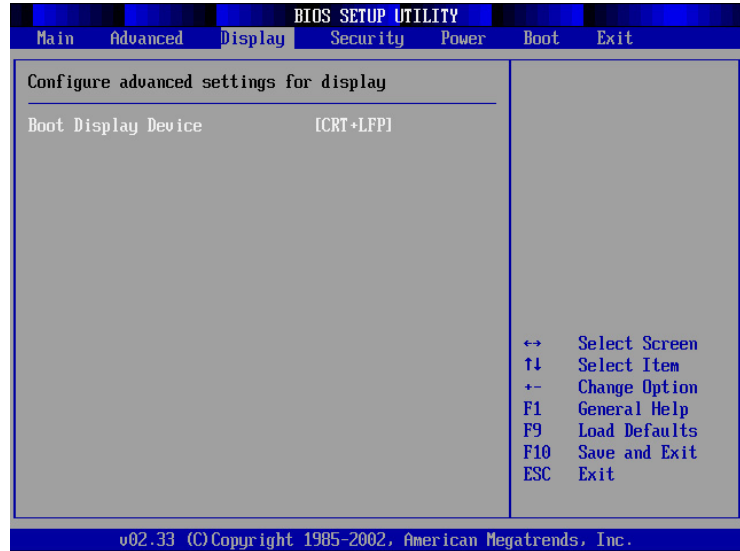 BIOS SETUP UTILITY
Main Advanced Display Security Power Boot Exit
Configure advanced settings for display
Boot Display Device [CRT+LFP]
←→ Select Screen
↑↓ Select Item
+- Change Option
F1 General Help
F9 Load Defaults
F10 Save and Exit
ESC Exit
v02.33 (C)Copyright 1985-2002, American Megatrends, Inc.